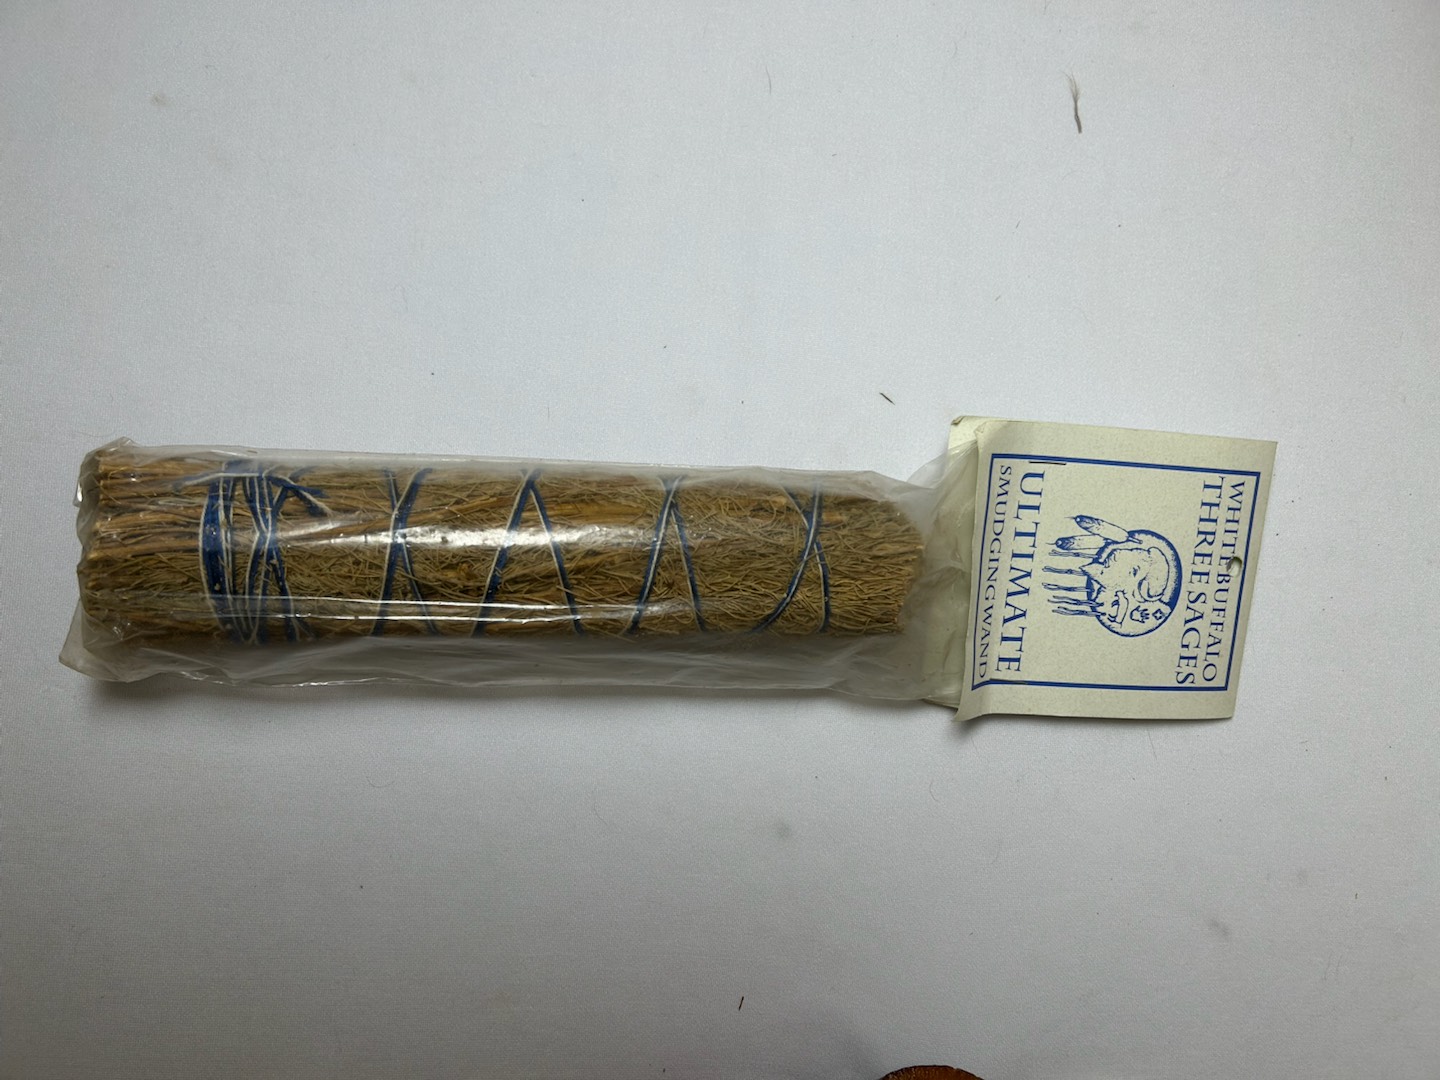 WHITE BUFFALO
THREE SAGES
ULTIMATE
SMUDGING WAND